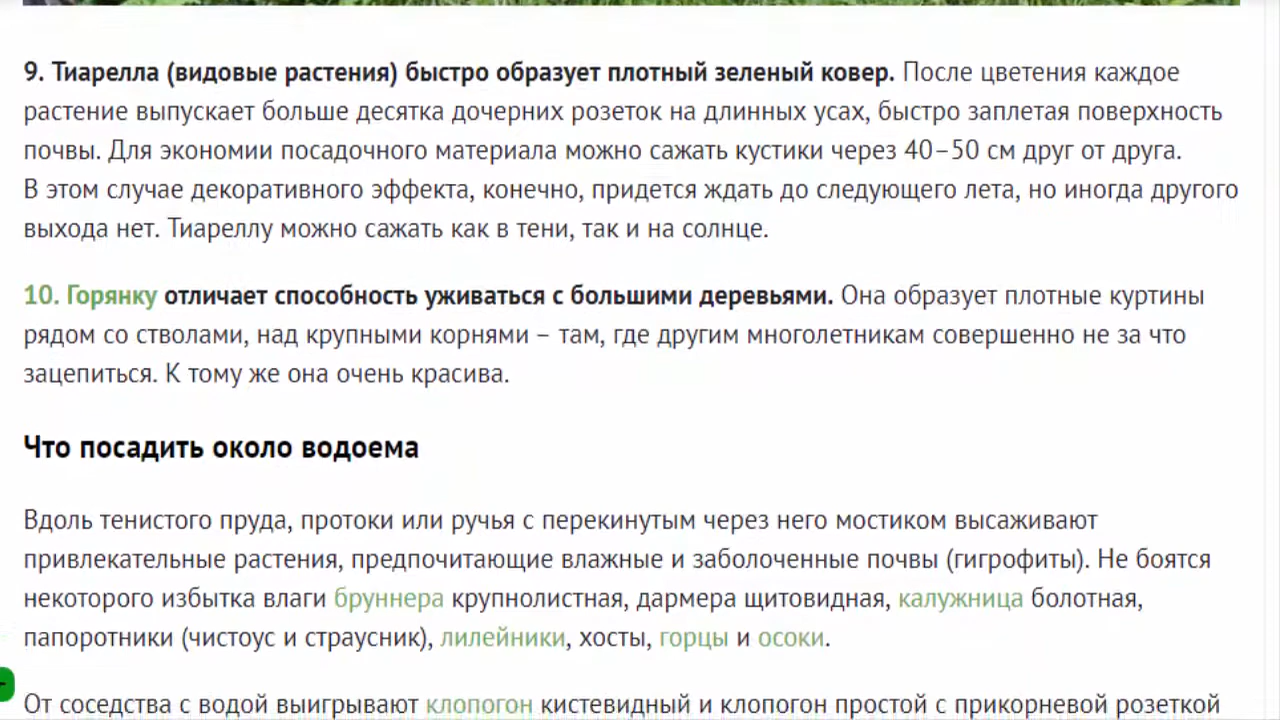 9. Тиарелла (видовые растения) быстро образует плотный зеленый ковер. После цветения каждое
растение выпускает больше десятка дочерних розеток на длинных усах, быстро заплетая поверхность
почвы. Для экономии посадочного материала можно сажать кустики через 40–50 см друг от друга.
В этом случае декоративного эффекта, конечно, придется ждать до следующего лета, но иногда другого
выхода нет. Тиареллу можно сажать как в тени, так и на солнце.
10. Горянку отличает способность уживаться с большими деревьями. Она образует плотные куртины
рядом со стволами, над крупными корнями – там, где другим многолетникам совершенно не за что
зацепиться. К тому же она очень красива.
Что посадить около водоема
Вдоль тенистого пруда, протоки или ручья с перекинутым через него мостиком высаживают
привлекательные растения, предпочитающие влажные и заболоченные почвы (гигрофиты). Не боятся
некоторого избытка влаги бруннера крупнолистная, дармера щитовидная, калужница болотная,
папоротники (чистоус и страусник), лилейники, хосты, горцы и осоки.
От соседства с водой выигрывают клопогон кистевидный и клопогон простой с прикорневой розеткой